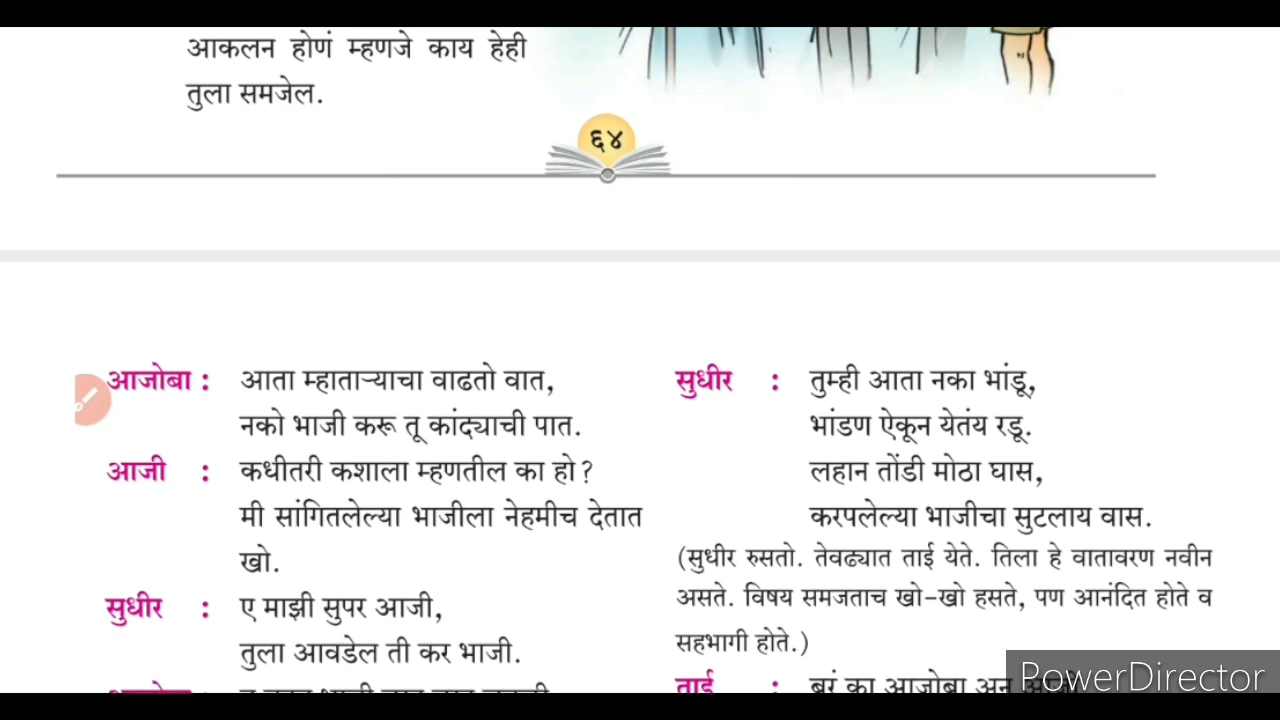 आकलन होणं म्हणजे काय हेही
तुला समजेल.
६४
आजोबा : आता म्हाताऱ्याचा वाढतो वात,
नको भाजी करू तू कांद्याची पात.
आजी : कधीतरी कशाला म्हणतील का हो?
मी सांगितलेल्या भाजीला नेहमीच देतात
खो.
सुधीर : ए माझी सुपर आजी,
तुला आवडेल ती कर भाजी.
सुधीर : तुम्ही आता नका भांडू,
भांडण ऐकून येतंय रडू.
लहान तोंडी मोठा घास,
करपलेल्या भाजीचा सुटलाय वास.
(सुधीर रुसतो. तेवढ्यात ताई येते. तिला हे वातावरण नवीन
असते. विषय समजताच खो-खो हसते, पण आनंदित होते व
सहभागी होते.)
ताई : बरं का आजोबा अन्
PowerDirector